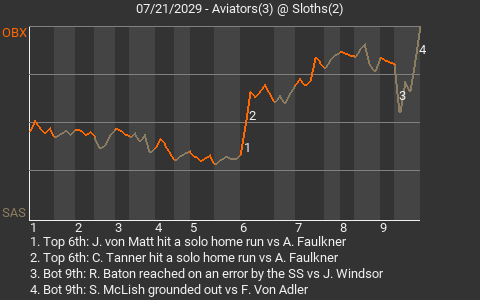 07/21/2029 - Aviators(3) @ Sloths(2)
OBX
4
3
2
1
SAS
1 2 3 4 5 6 7 8 9
1. Top 6th: J. von Matt hit a solo home run vs A. Faulkner
2. Top 6th: C. Tanner hit a solo home run vs A. Faulkner
3. Bot 9th: R. Baton reached on an error by the SS vs J. Windsor
4. Bot 9th: S. McLish grounded out vs F. Von Adler